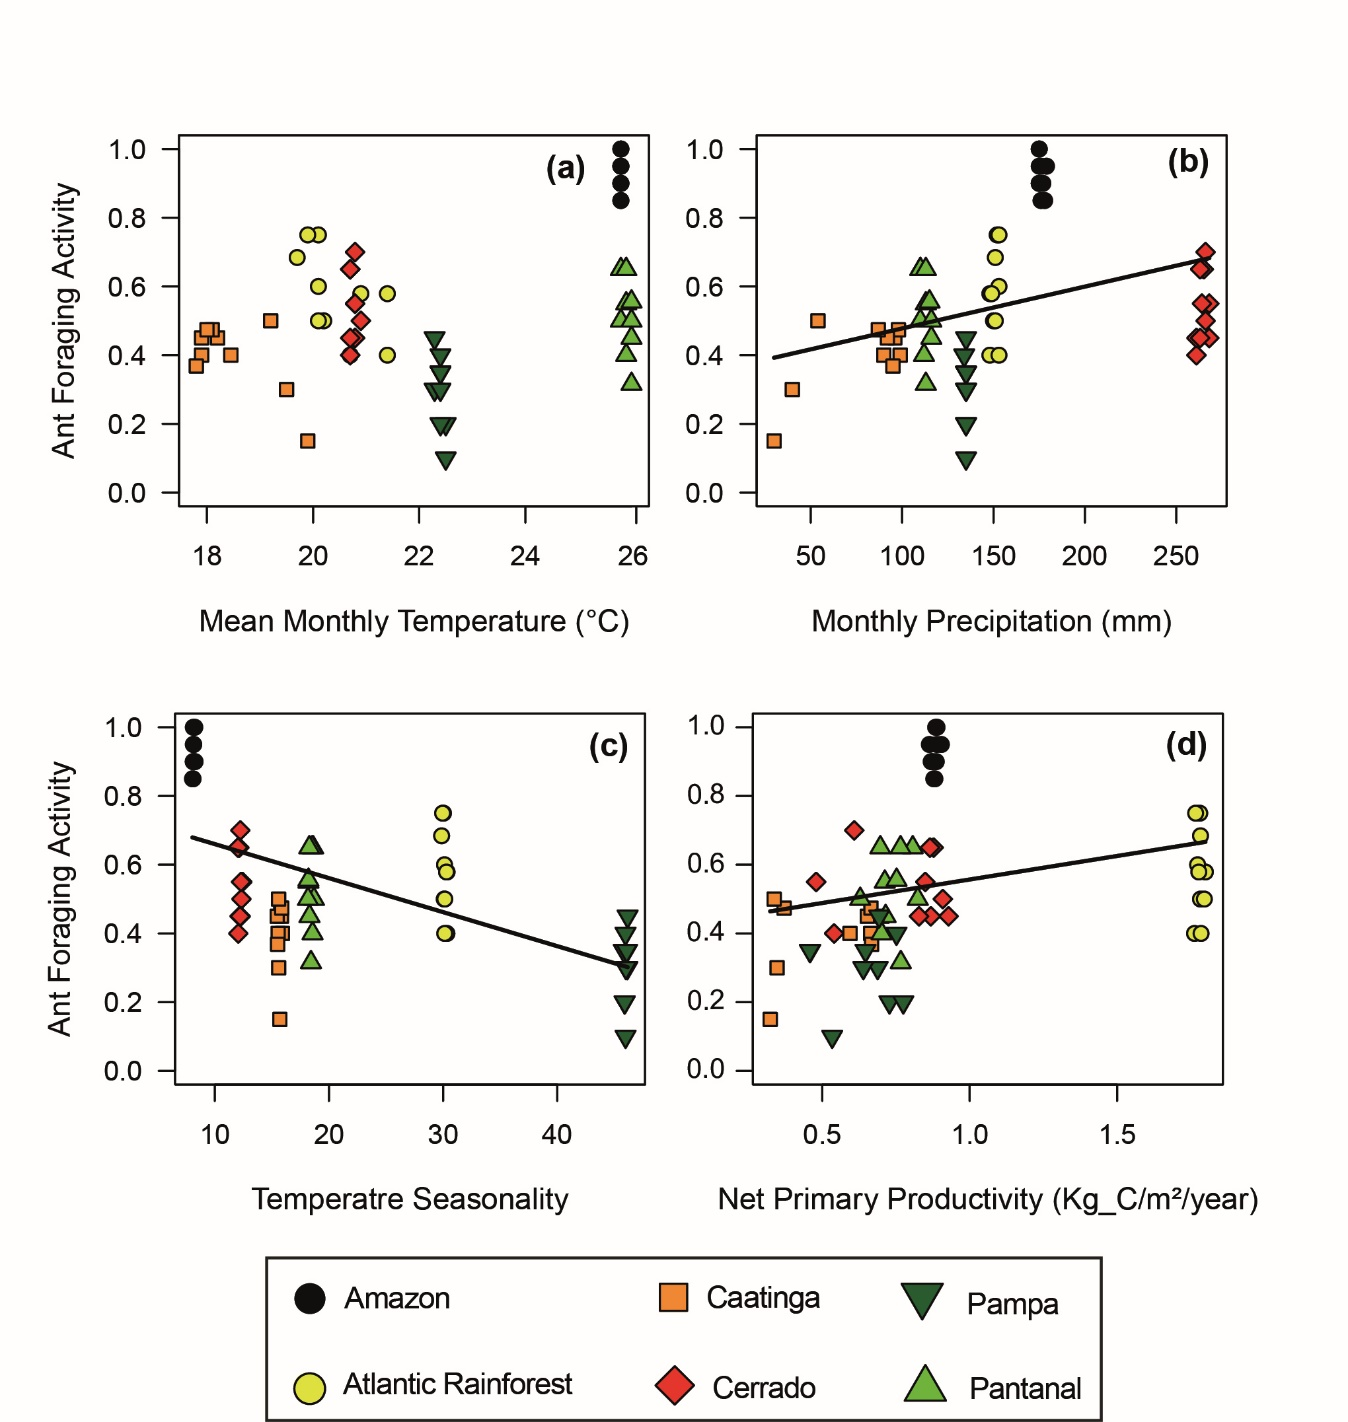 1.0
0.8
0.6
0.4
0.2
0.0
Ant Foraging Activity
(a)
18 20 22 24 26
Mean Monthly Temperature (°C)
1.0
0.8
0.6
0.4
0.2
0.0
(b)
50 100 150 200 250
Monthly Precipitation (mm)
1.0
0.8
0.6
0.4
0.2
0.0
Ant Foraging Activity
(c)
10 20 30 40
Temperatre Seasonality
1.0
0.8
0.6
0.4
0.2
0.0
(d)
0.5 1.0 1.5
Net Primary Productivity (Kg_C/m²/year)
Amazon Caatinga Pampa
Atlantic Rainforest Cerrado Pantanal